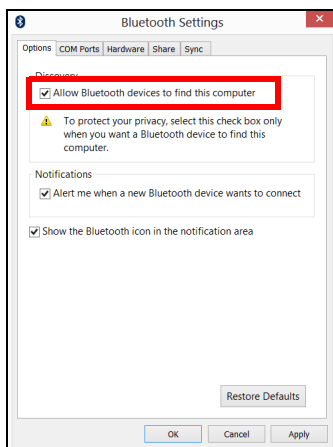 Bluetooth Settings
Options COM Ports Hardware Share Sync
Discovery
Allow Bluetooth devices to find this computer
To protect your privacy, select this check box only
when you want a Bluetooth device to find this
computer.
Notifications
Alert me when a new Bluetooth device wants to connect
Show the Bluetooth icon in the notification area
Restore Defaults
OK Cancel Apply